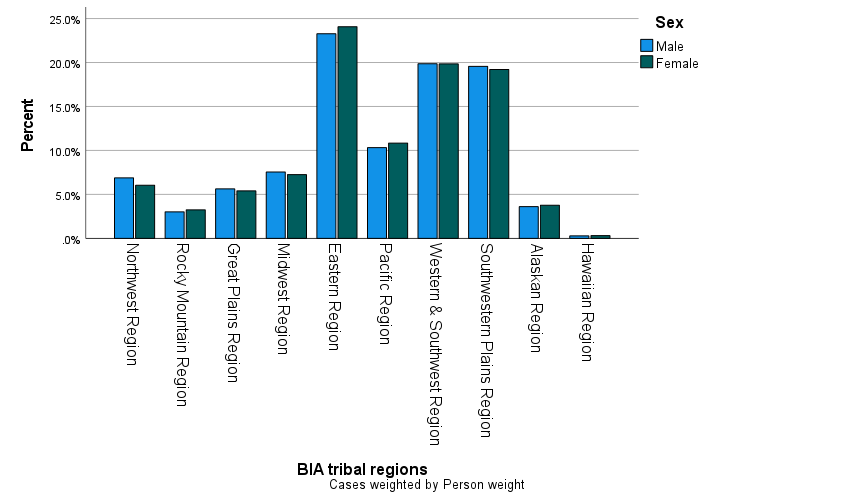 Sex
Male
Female
Percent
25.0%
20.0%
15.0%
10.0%
5.0%
.0%
Northwest Region
Rocky Mountain Region
Great Plains Region
Midwest Region
Eastern Region
Pacific Region
Western & Southwest Region
Southwestern Plains Region
Alaskan Region
Hawaiian Region
BIA tribal regions
Cases weighted by Person weight